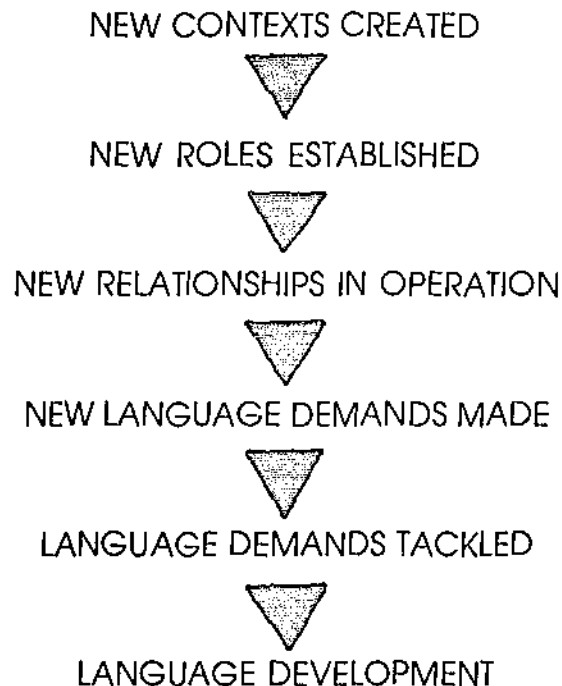 NEW CONTEXTS CREATED
NEW ROLES ESTABLISHED
NEW RELATIONSHIPS IN OPERATION
NEW LANGUAGE DEMANDS MADE
LANGUAGE DEMANDS TACKLED
LANGUAGE DEVELOPMENT